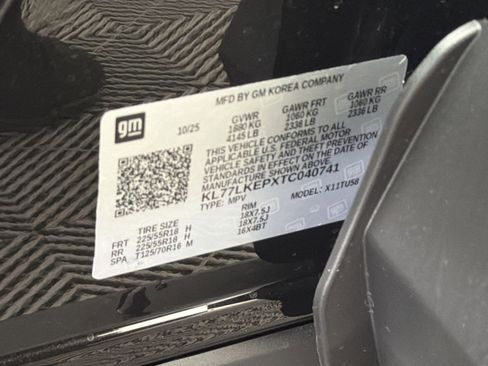 MFD BY GM KOREA COMPANY
gm 10/25
GVWR GAWR FRT GAWR RR
1880 KG 1060 KG 1060 KG
4145 LB 2336 LB 2336 LB
THIS VEHICLE CONFORMS TO ALL
APPLICABLE U.S. FEDERAL MOTOR
VEHICLE SAFETY AND THEFT PREVENTION
STANDARDS IN EFFECT ON THE DATE OF
MANUFACTURE SHOWN ABOVE.
KL77LKEPXTC040741
TYPE: MPV MODEL: X11TU58
TIRE SIZE RIM
FRT 225/55R18 H 18X7.5J
RR 225/55R18 H 18X7.5J
SPA T125/70R16 M 16X4BT